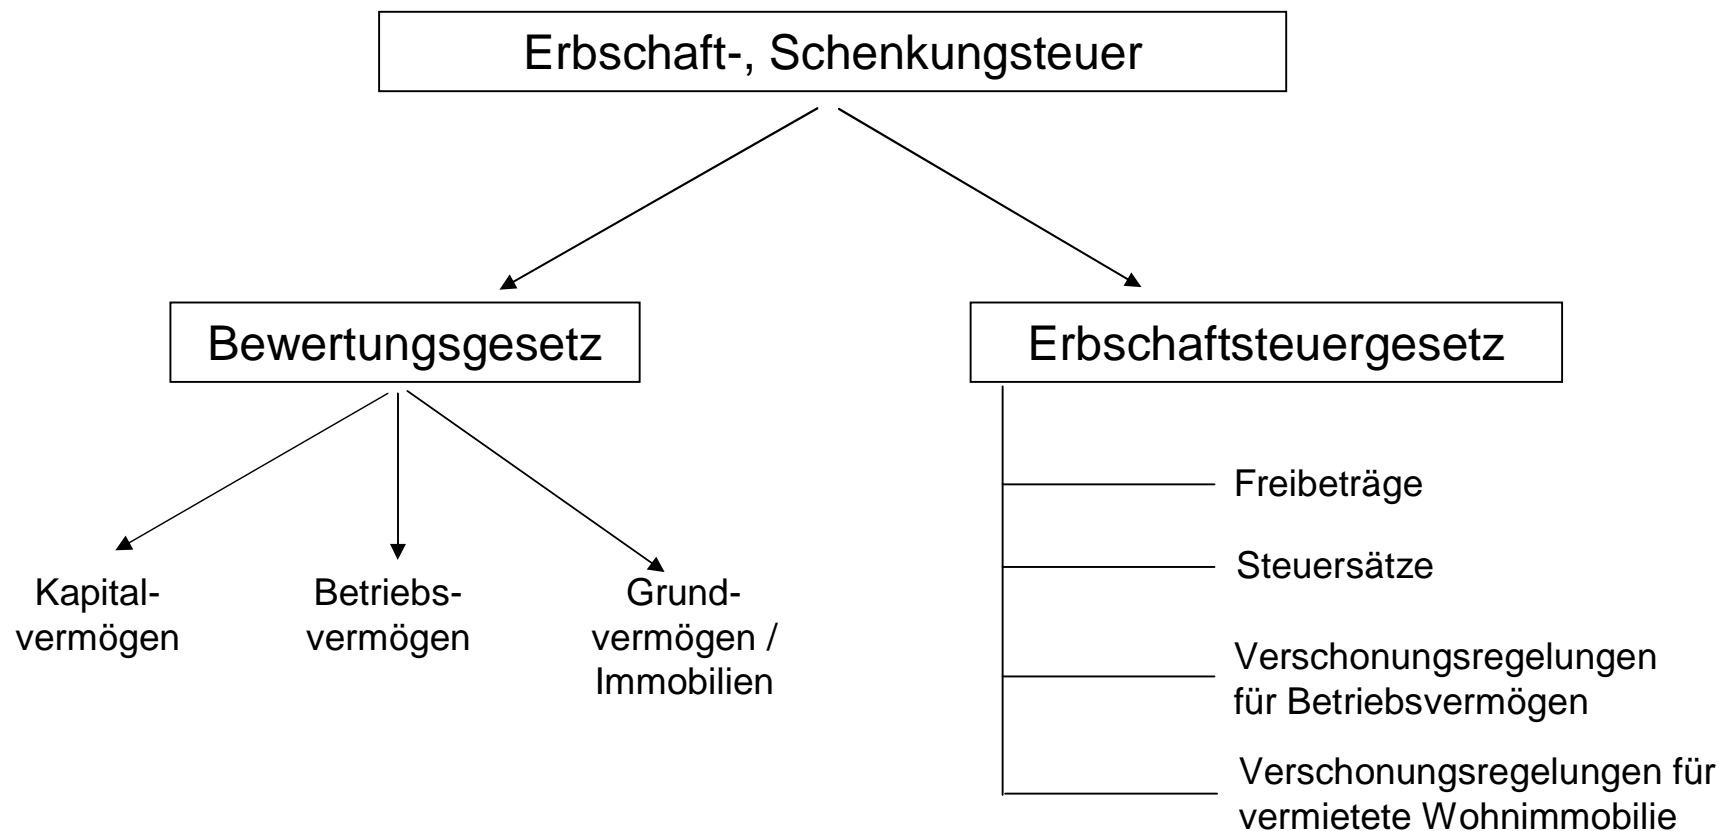 Erbschaft-, Schenkungsteuer
Bewertungsgesetz
Erbschaftsteuergesetz
Kapital-
vermögen
Betriebs-
vermögen
Grund-
vermögen /
Immobilien
Freibeträge
Steuersätze
Verschonungsregelungen
für Betriebsvermögen
Verschonungsregelungen für
vermietete Wohnimmobilie